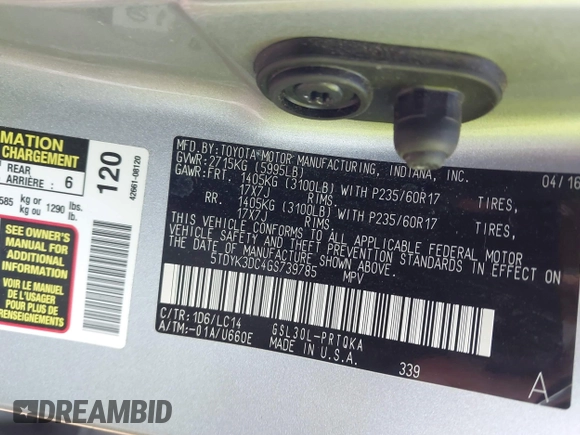 MATION
CHARGEMENT
REAR
ARRIÈRE 6
585 kg or 1290 lbs.
kg ou lb.
SEE OWNER'S
MANUAL FOR
ADDITIONAL
INFORMATION
VOIR LE MANUEL
DE L'USAGER
POUR PLUS DE
RENSEIGNEMENTS
120
42661-08120
MFD.BY:TOYOTA MOTOR MANUFACTURING, INDIANA, INC. 04/16
GVWR:2715KG (5995LB)
GAWR:FRT. 1405KG (3100LB) WITH P235/60R17 TIRES,
17X7J RIMS.
RR. 1405KG (3100LB) WITH P235/60R17 TIRES,
17X7J RIMS.
THIS VEHICLE CONFORMS TO ALL APPLICABLE FEDERAL MOTOR
VEHICLE SAFETY AND THEFT PREVENTION STANDARDS IN EFFECT ON
THE DATE OF MANUFACTURE SHOWN ABOVE.
5TDYK3DC4GS739785 MPV
C/TR:1D6/LC14 GSL30L-PRTQKA
A/TM:-01A/U660E MADE IN U.S.A. 339
A
DREAMBID